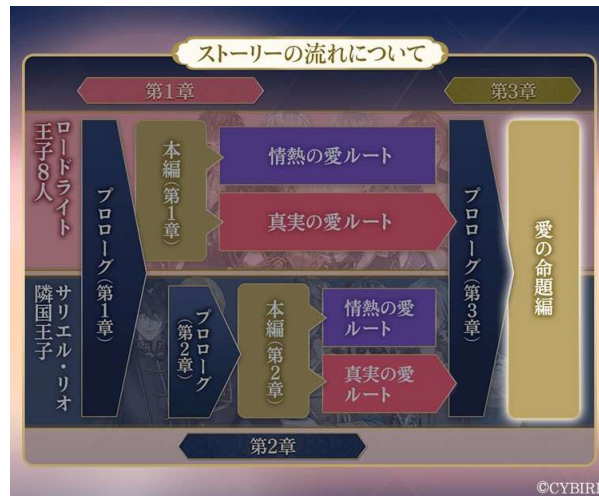 ストーリーの流れについて
第1章
第3章
ロードライト
王子8人
プロローグ(第1章)
本編(第1章)
情熱の愛ルート
真実の愛ルート
プロローグ(第3章)
愛の命題編
サリエル・リオ
隣国王子
プロローグ
(第2章)
本編(第2章)
情熱の愛
ルート
真実の愛
ルート
第2章
©CYBIRD